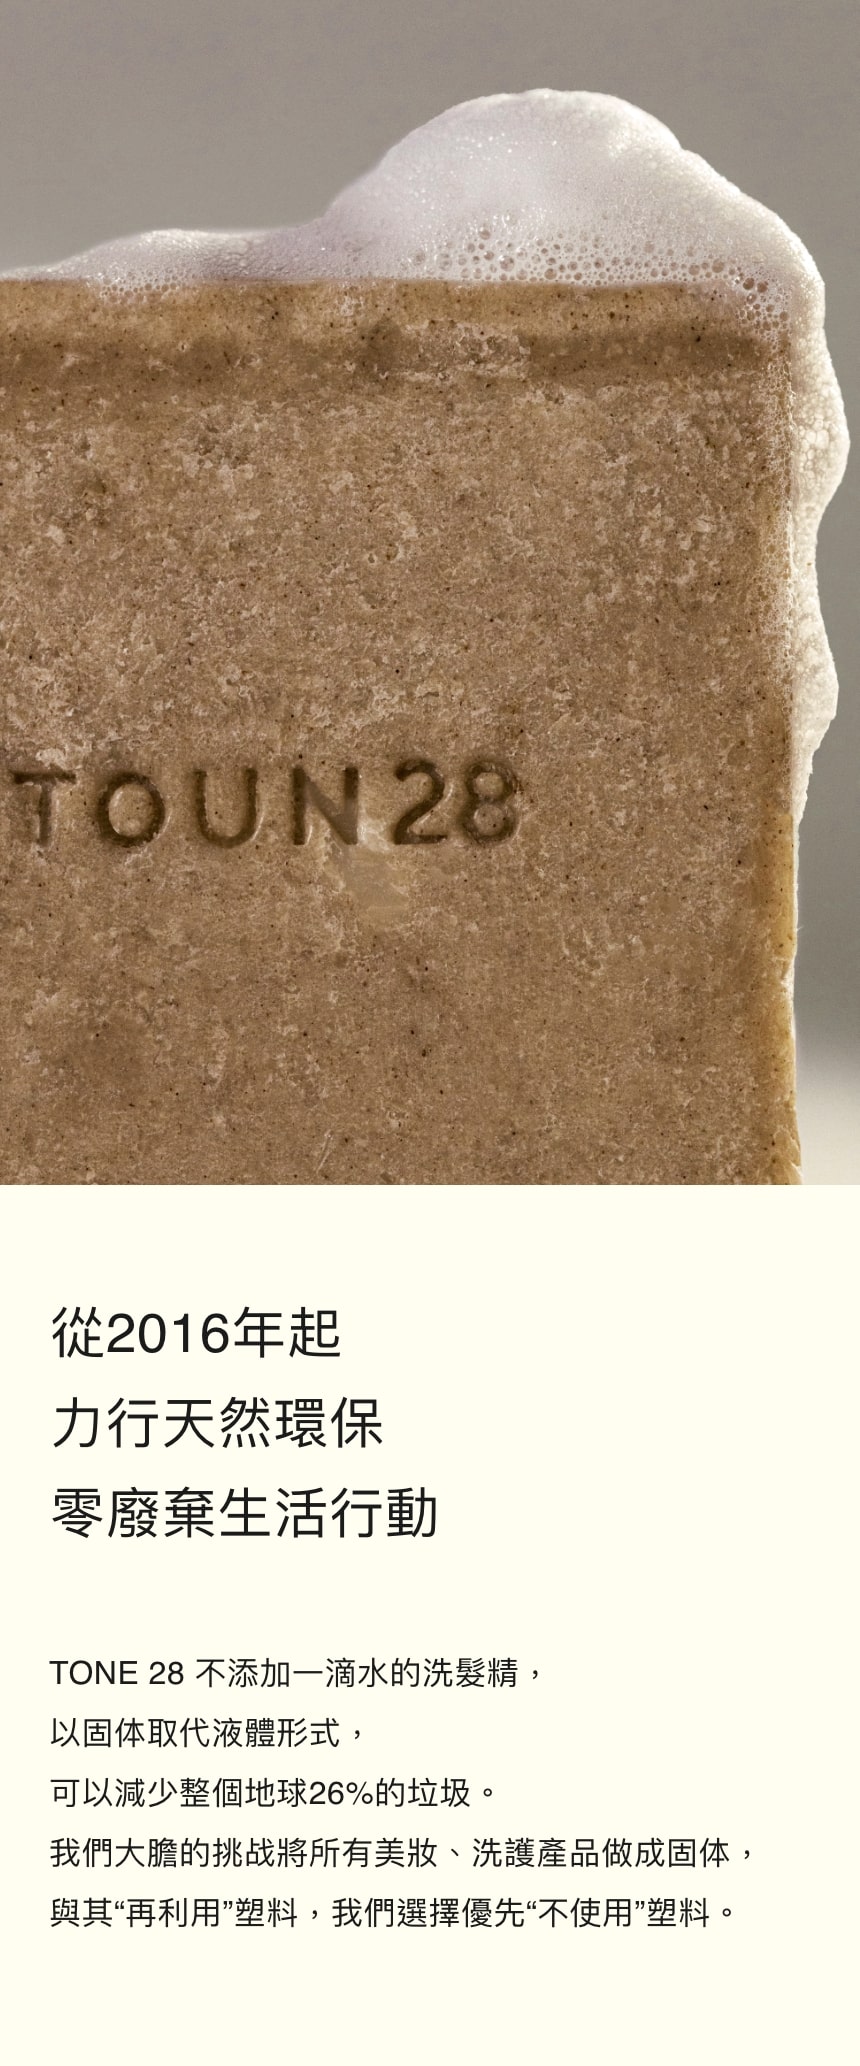 TOUN28
從2016年起
力行天然環保
零廢棄生活行動
TONE 28 不添加一滴水的洗髮精，
以固体取代液體形式，
可以減少整個地球26%的垃圾。
我們大膽的挑战將所有美妝、洗護產品做成固体，
與其“再利用”塑料，我們選擇優先“不使用”塑料。